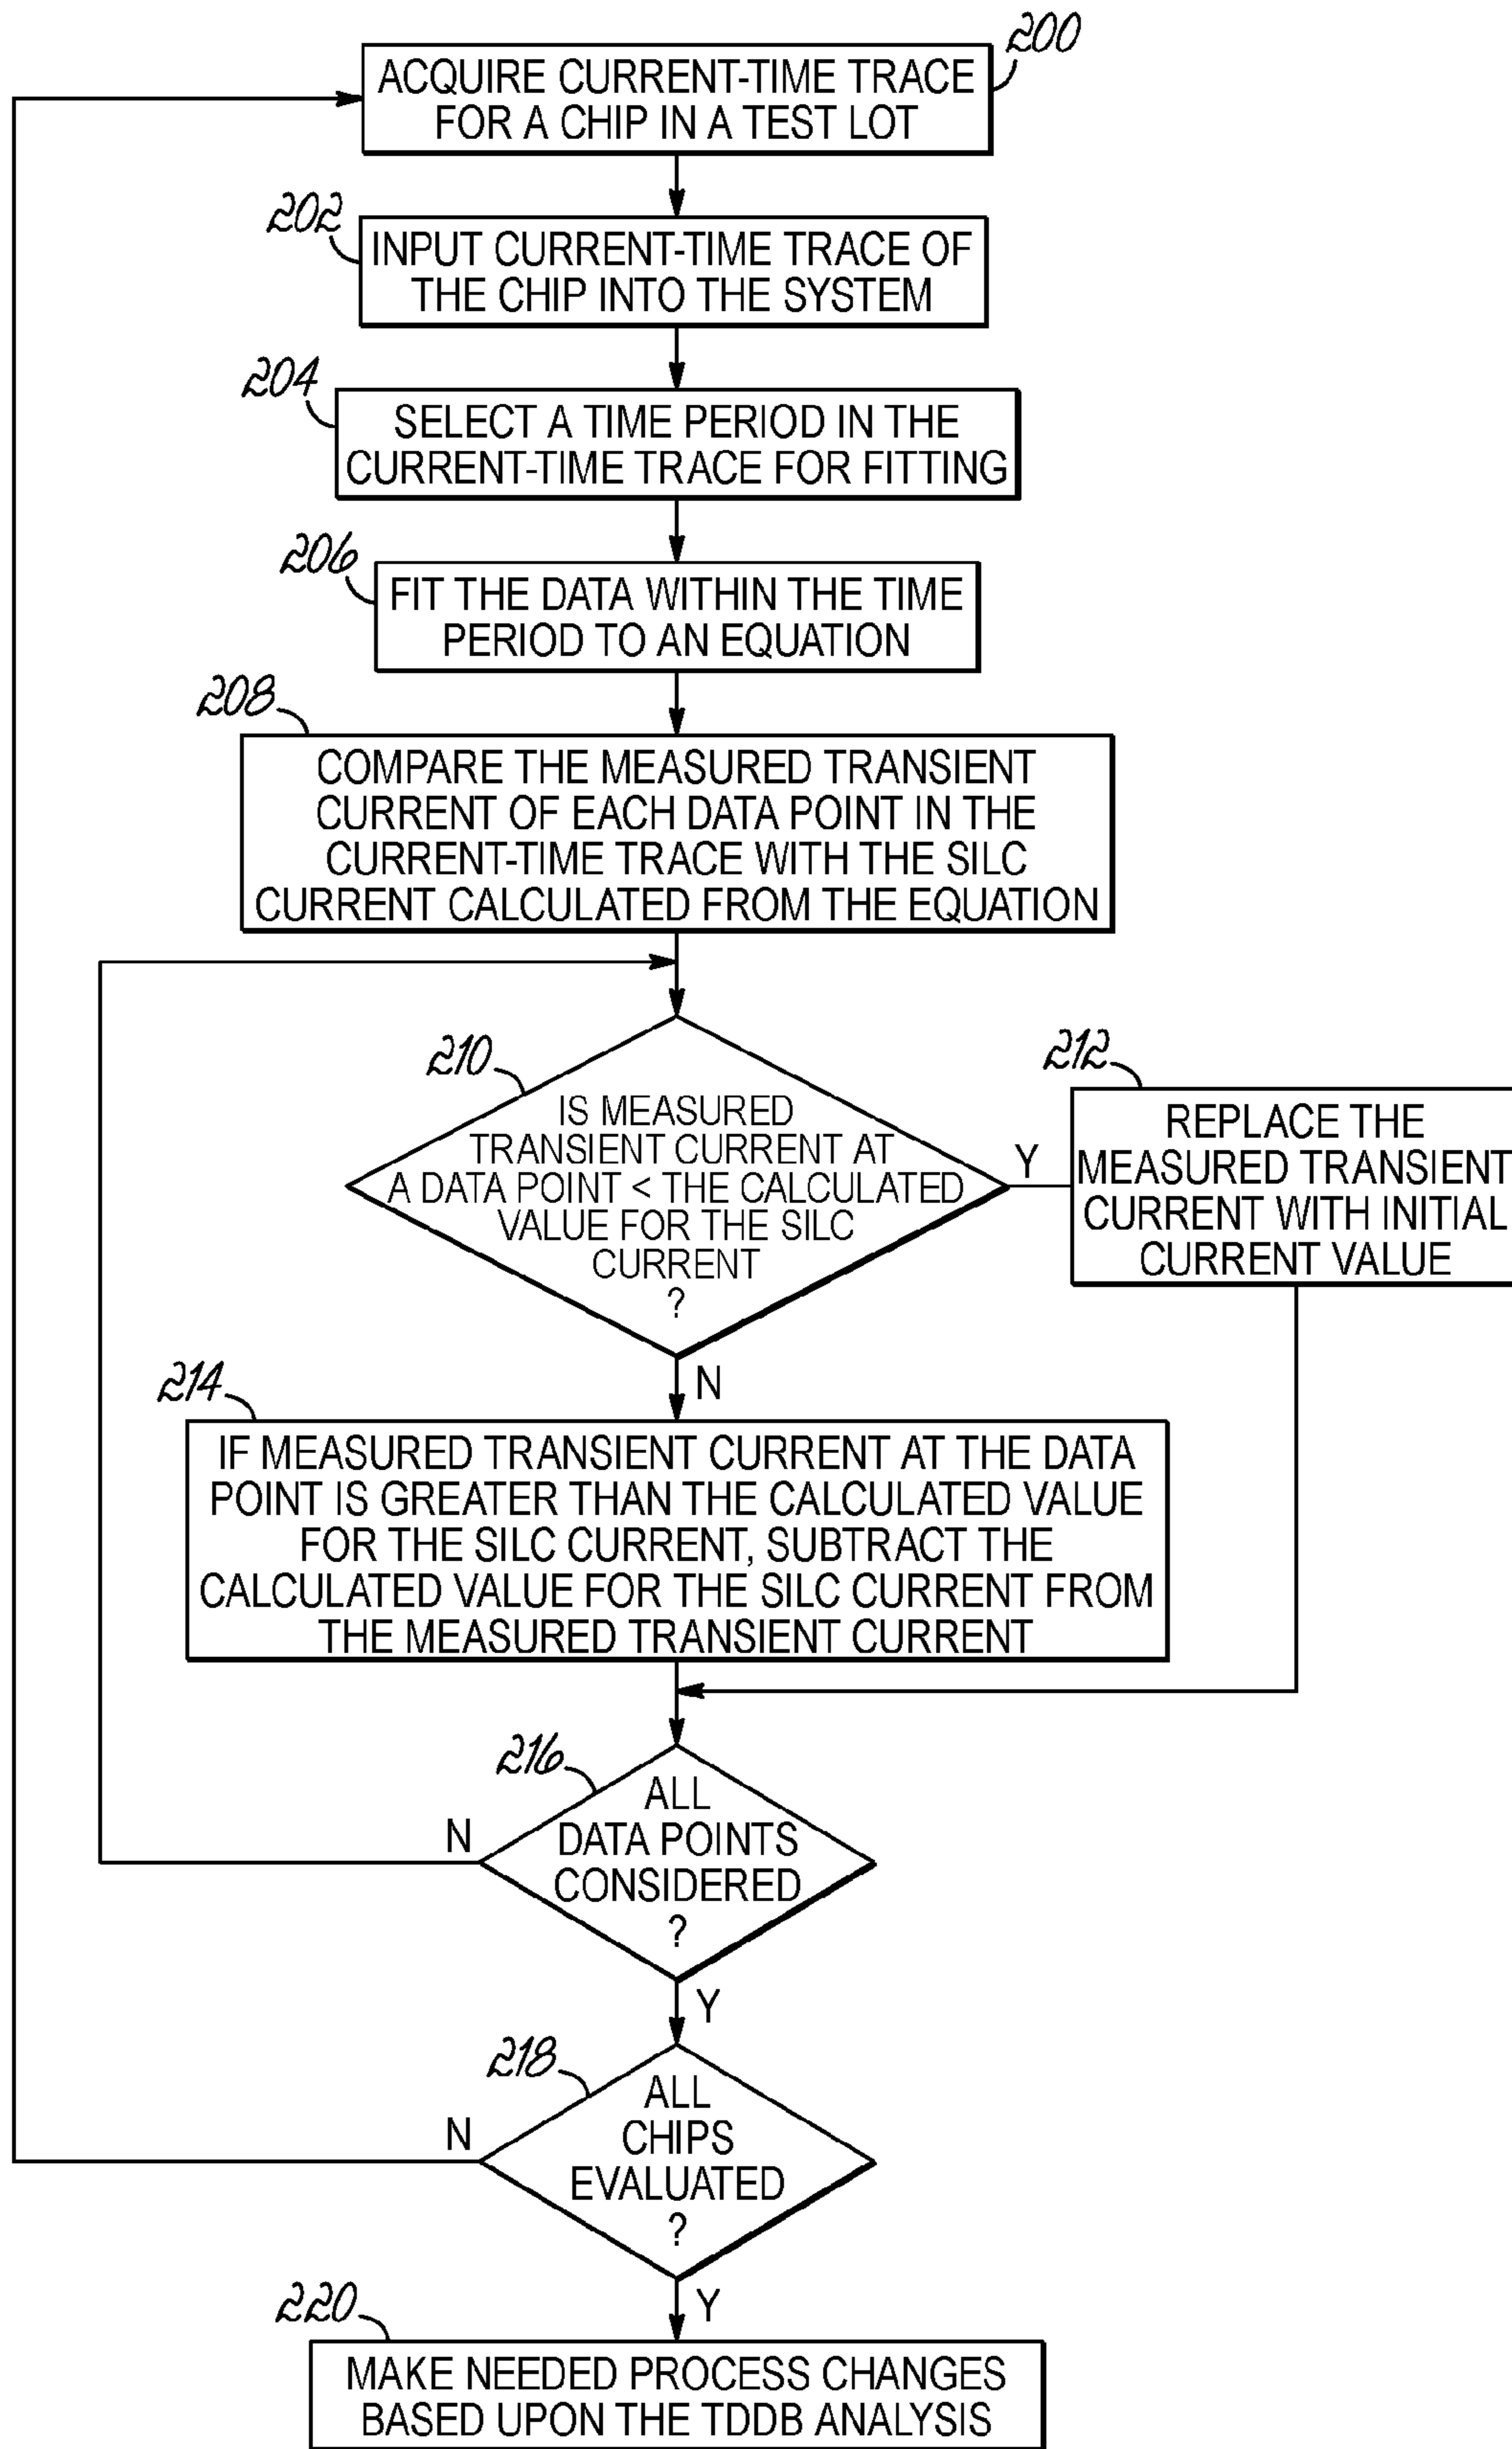 200
ACQUIRE CURRENT-TIME TRACE
FOR A CHIP IN A TEST LOT
202
INPUT CURRENT-TIME TRACE OF
THE CHIP INTO THE SYSTEM
204
SELECT A TIME PERIOD IN THE
CURRENT-TIME TRACE FOR FITTING
206
FIT THE DATA WITHIN THE TIME
PERIOD TO AN EQUATION
208
COMPARE THE MEASURED TRANSIENT
CURRENT OF EACH DATA POINT IN THE
CURRENT-TIME TRACE WITH THE SILC
CURRENT CALCULATED FROM THE EQUATION
210
IS MEASURED
TRANSIENT CURRENT AT
A DATA POINT < THE CALCULATED
VALUE FOR THE SILC
CURRENT
?
Y
212
REPLACE THE
MEASURED TRANSIENT
CURRENT WITH INITIAL
CURRENT VALUE
N
214
IF MEASURED TRANSIENT CURRENT AT THE DATA
POINT IS GREATER THAN THE CALCULATED VALUE
FOR THE SILC CURRENT, SUBTRACT THE
CALCULATED VALUE FOR THE SILC CURRENT FROM
THE MEASURED TRANSIENT CURRENT
216
ALL
DATA POINTS
CONSIDERED
?
N
Y
218
ALL
CHIPS
EVALUATED
?
N
Y
220
MAKE NEEDED PROCESS CHANGES
BASED UPON THE TDDB ANALYSIS